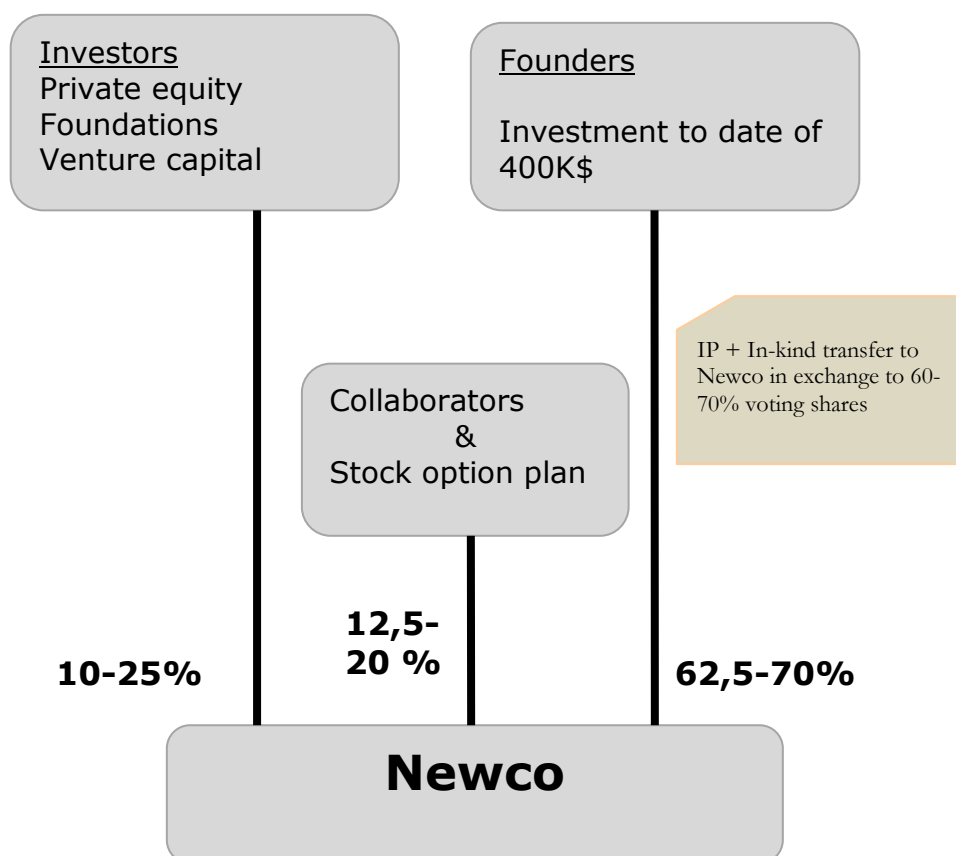 Investors
Private equity
Foundations
Venture capital
Founders
Investment to date of
400K$
IP + In-kind transfer to
Newco in exchange to 60-
70% voting shares
Collaborators
&
Stock option plan
10-25%
12,5-
20 %
62,5-70%
Newco